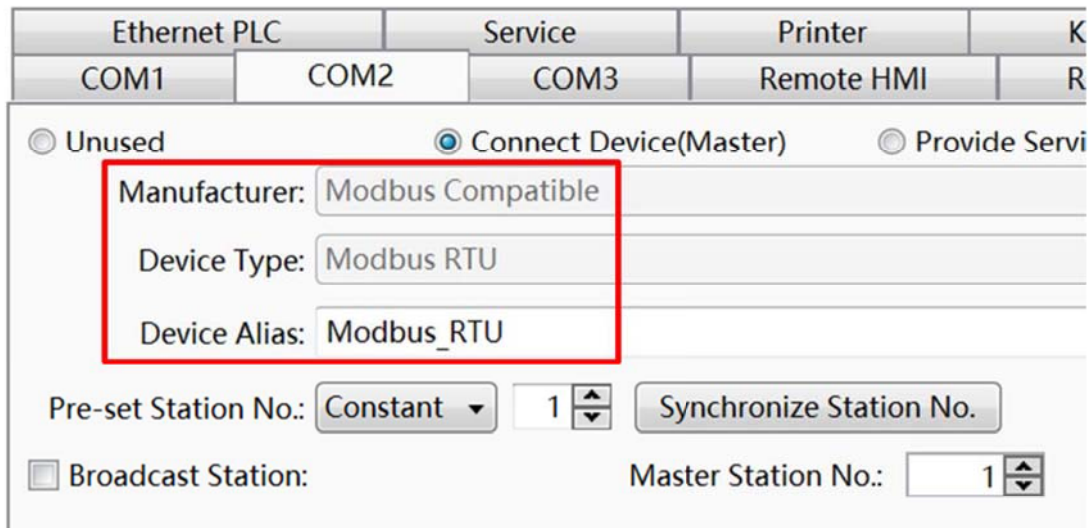 Ethernet PLC Service Printer K
COM1 COM2 COM3 Remote HMI R
Unused Connect Device(Master) Provide Servi
Manufacturer: Modbus Compatible
Device Type: Modbus RTU
Device Alias: Modbus_RTU
Pre-set Station No.: Constant 1 Synchronize Station No.
Broadcast Station: Master Station No.: 1